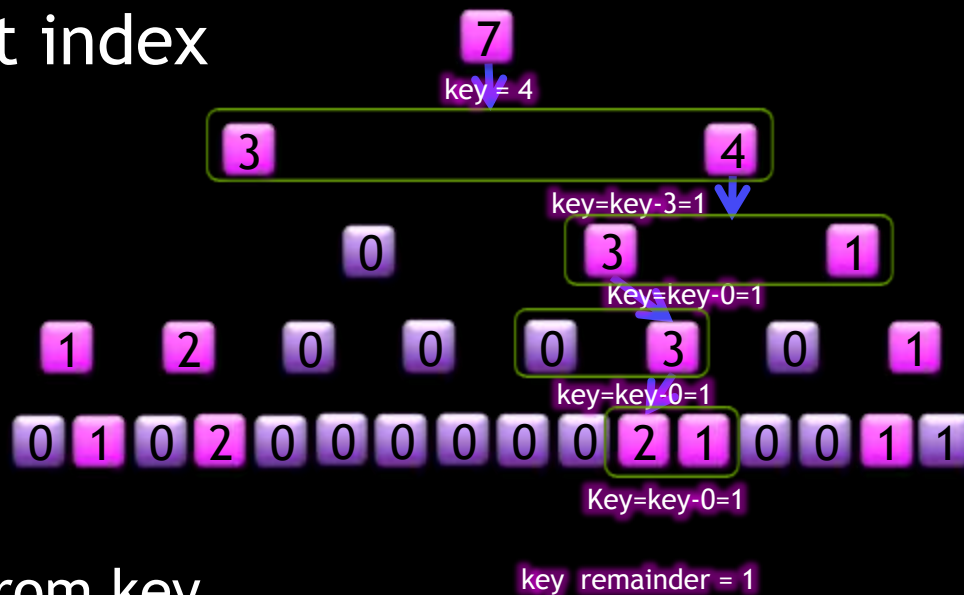 t index
7
key = 4
3 4
key=key-3=1
0 3 1
Key=key-0=1
1 2 0 0 0 3 0 1
key=key-0=1
0 1 0 2 0 0 0 0 0 0 2 1 0 0 1 1
Key=key-0=1
rom key
key remainder = 1